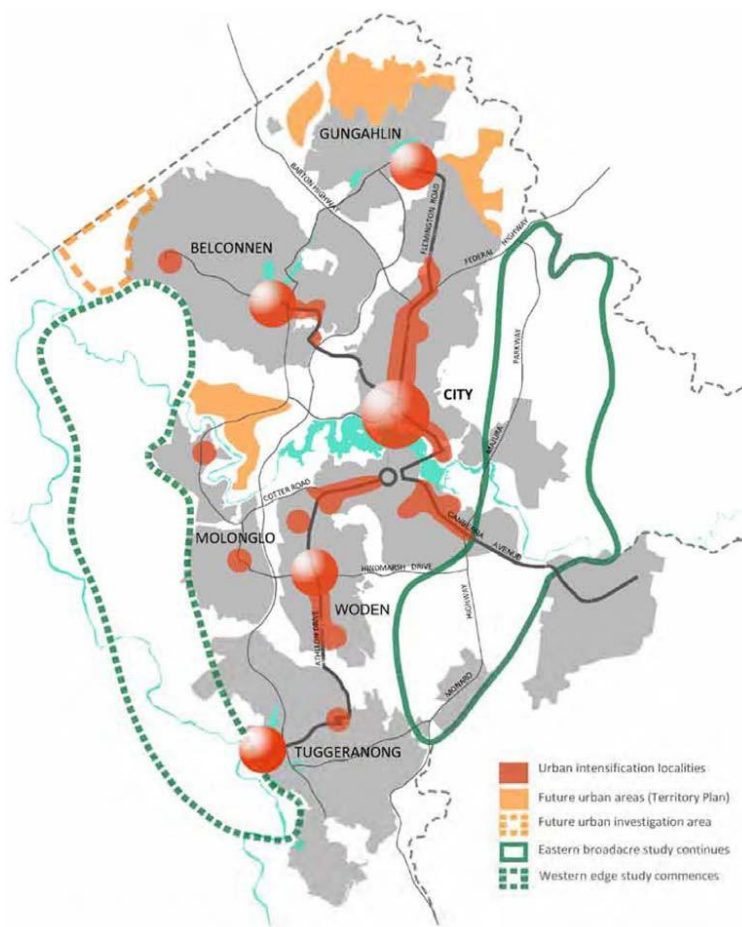 GUNGAHLIN
BARTON HIGHWAY
FLEMINGTON ROAD
FEDERAL HIGHWAY
BELCONNEN
PARKWAY
CITY
MAJURA
COTTER ROAD
CANBERRA AVENUE
MOLONGLO
HINDMARSH DRIVE
WODEN
HIGHWAY
ATHLLON DRIVE
MONARO
TUGGERANONG
Urban intensification localities
Future urban areas (Territory Plan)
Future urban investigation area
Eastern broadacre study continues
Western edge study commences